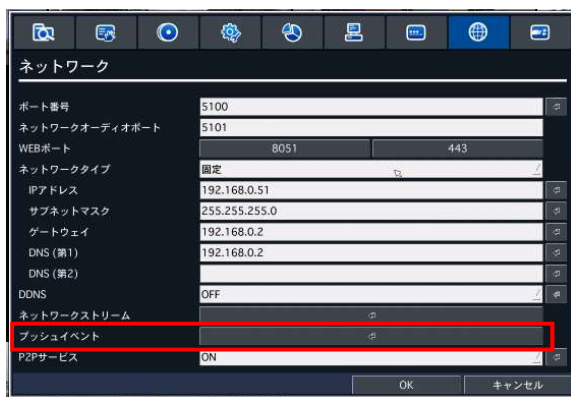 ネットワーク
ポート番号 5100
ネットワークオーディオポート 5101
WEBポート 8051 443
ネットワークタイプ 固定
IPアドレス 192.168.0.51
サブネットマスク 255.255.255.0
ゲートウェイ 192.168.0.2
DNS (第1) 192.168.0.2
DNS (第2)
DDNS OFF
ネットワークストリーム
プッシュイベント
P2Pサービス ON
OK キャンセル